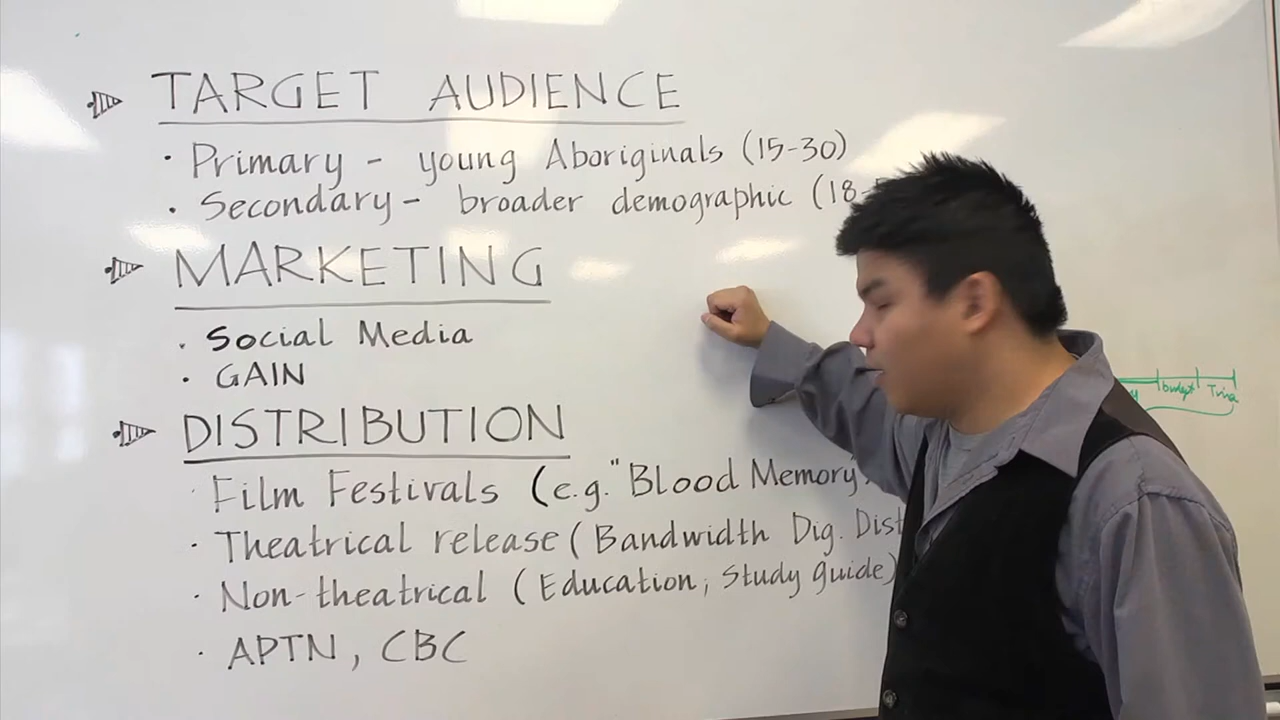 TARGET AUDIENCE
· Primary - young Aboriginals (15-30)
· Secondary - broader demographic (18-
MARKETING
· Social Media
· GAIN
DISTRIBUTION
· Film Festivals (e.g. "Blood Memory"
· Theatrical release (Bandwidth Dig. Dist
· Non-theatrical (Education, Study guide)
· APTN, CBC
budget